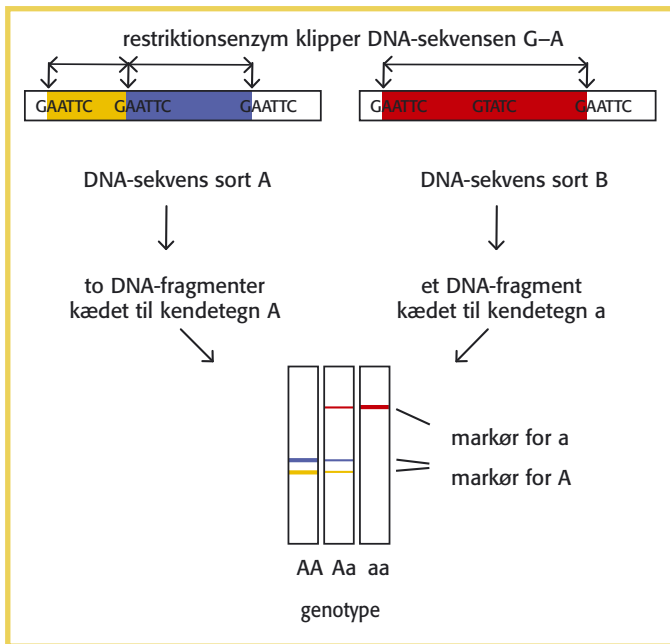 restriktionsenzym klipper DNA-sekvensen G–A
GAATTC GAATTC GAATTC
GAATTC GTATC GAATTC
DNA-sekvens sort A
DNA-sekvens sort B
to DNA-fragmenter
kædet til kendetegn A
et DNA-fragment
kædet til kendetegn a
markør for a
markør for A
AA Aa aa
genotype